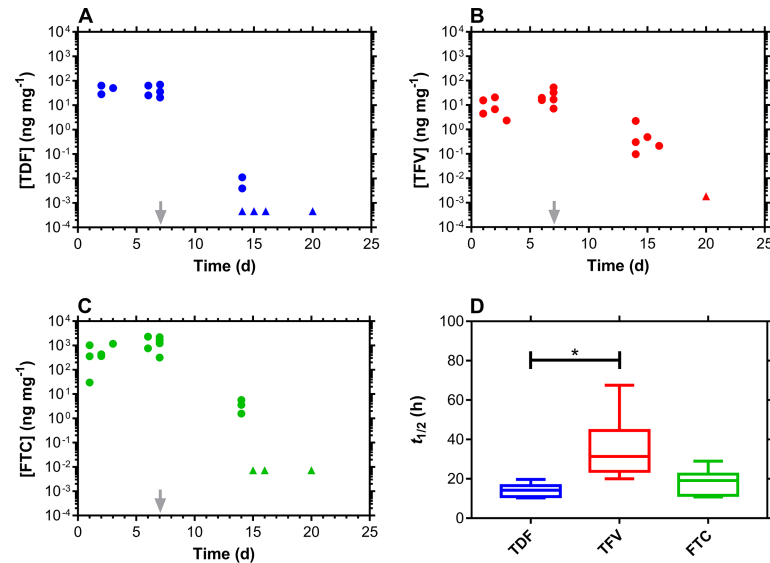 A
[TDF] (ng mg⁻¹)
10⁴
10³
10²
10¹
10⁰
10⁻¹
10⁻²
10⁻³
10⁻⁴
0 5 10 15 20 25
Time (d)
B
[TFV] (ng mg⁻¹)
10⁴
10³
10²
10¹
10⁰
10⁻¹
10⁻²
10⁻³
10⁻⁴
0 5 10 15 20 25
Time (d)
C
[FTC] (ng mg⁻¹)
10⁴
10³
10²
10¹
10⁰
10⁻¹
10⁻²
10⁻³
10⁻⁴
0 5 10 15 20 25
Time (d)
D
t1/2 (h)
100
80
60
40
20
0
*
TDF TFV FTC